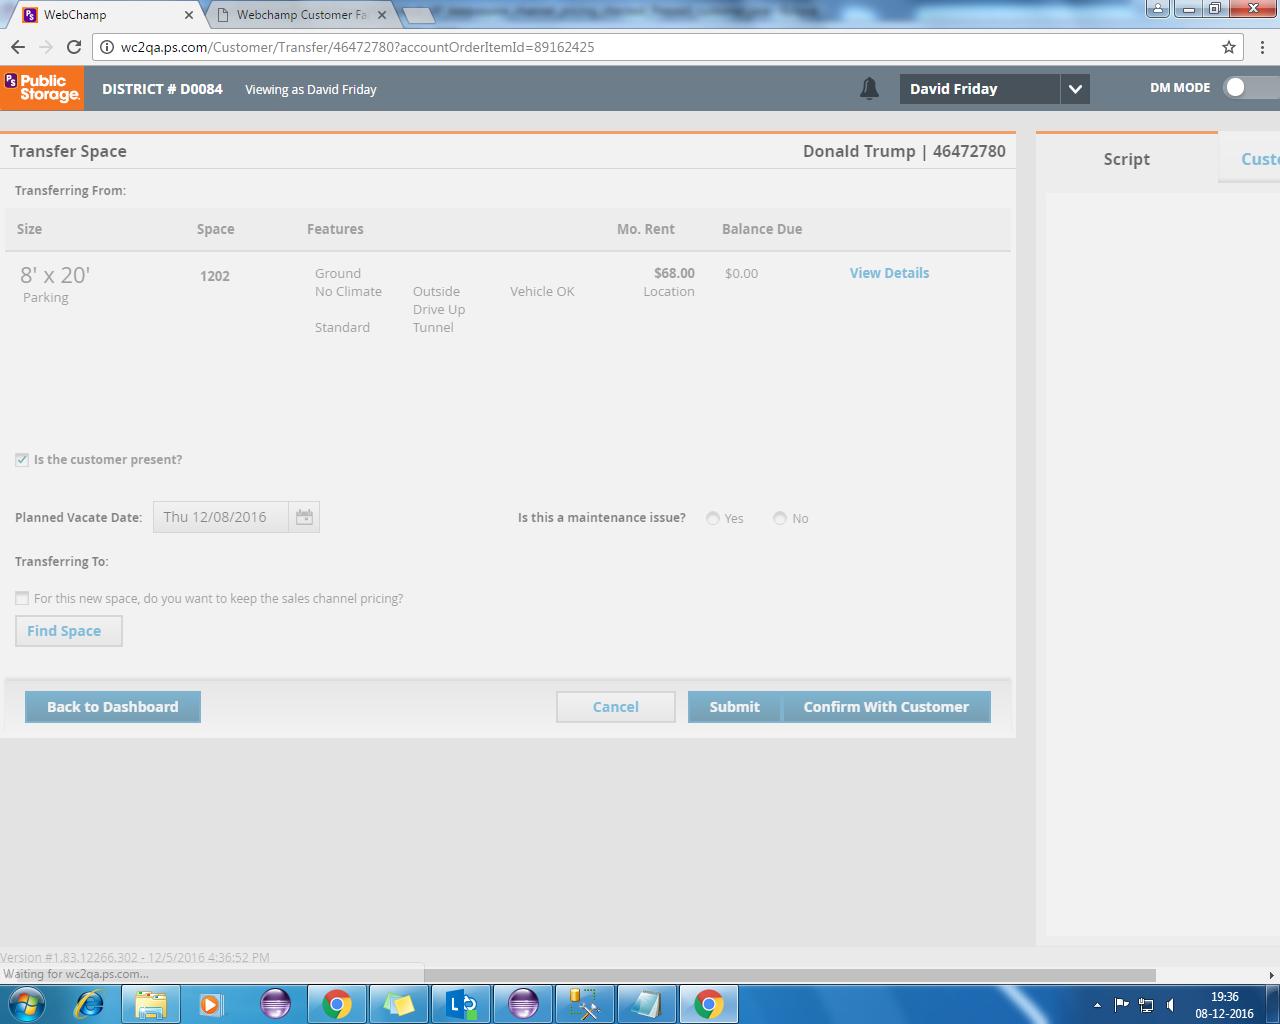 WebChamp
Webchamp Customer Fa
wc2qa.ps.com/Customer/Transfer/46472780?accountOrderItemId=89162425
PS Public Storage.
DISTRICT # D0084
Viewing as David Friday
David Friday
DM MODE
Transfer Space
Donald Trump | 46472780
Script
Custo
Transferring From:
Size Space Features Mo. Rent Balance Due
8' x 20' 1202 Ground $68.00 $0.00 View Details
Parking No Climate Outside Vehicle OK Location
Drive Up
Standard Tunnel
Is the customer present?
Planned Vacate Date: Thu 12/08/2016 Is this a maintenance issue? Yes No
Transferring To:
For this new space, do you want to keep the sales channel pricing?
Find Space
Back to Dashboard Cancel Submit Confirm With Customer
Version #1.83.12266.302 - 12/5/2016 4:36:52 PM
Waiting for wc2qa.ps.com...
19:36
08-12-2016